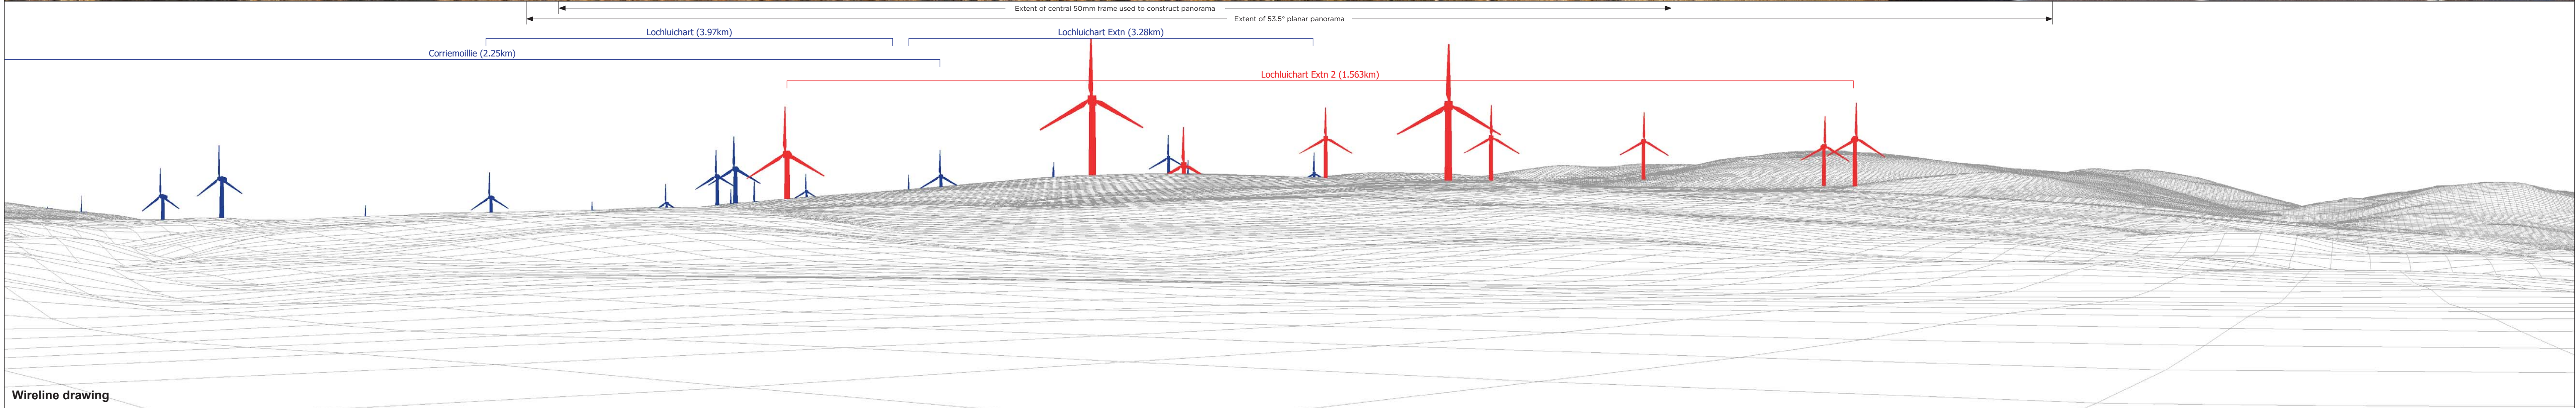 Extent of central 50mm frame used to construct panorama
Extent of 53.5° planar panorama
Lochluichart (3.97km)
Lochluichart Extn (3.28km)
Corriemoillie (2.25km)
Lochluichart Extn 2 (1.563km)
Wireline drawing